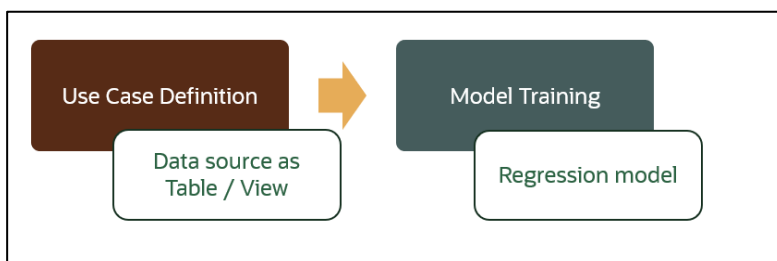 Use Case Definition
Data source as
Table / View
Model Training
Regression model